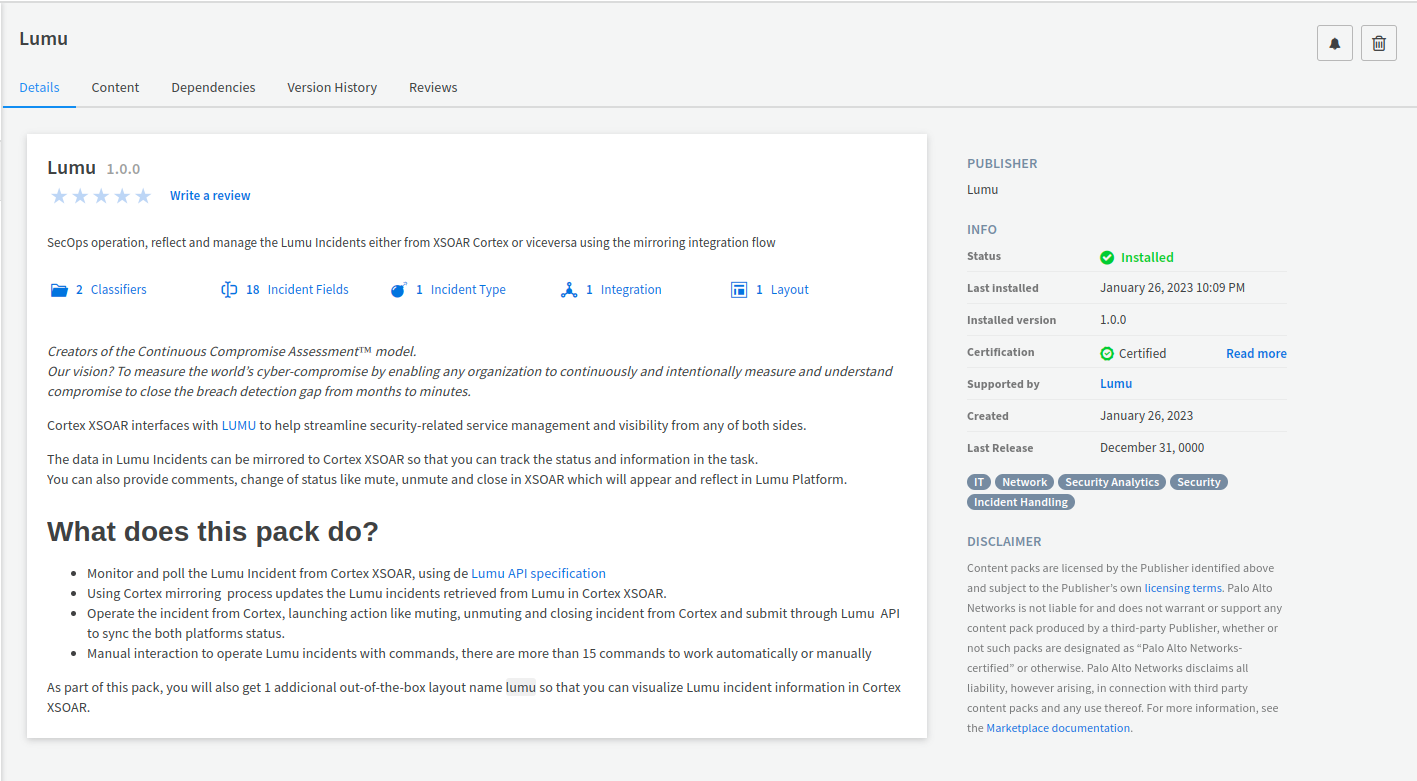 Lumu
Details Content Dependencies Version History Reviews
Lumu 1.0.0
Write a review
SecOps operation, reflect and manage the Lumu Incidents either from XSOAR Cortex or viceversa using the mirroring integration flow
2 Classifiers 18 Incident Fields 1 Incident Type 1 Integration 1 Layout
Creators of the Continuous Compromise Assessment™ model.
Our vision? To measure the world's cyber-compromise by enabling any organization to continuously and intentionally measure and understand
compromise to close the breach detection gap from months to minutes.
Cortex XSOAR interfaces with LUMU to help streamline security-related service management and visibility from any of both sides.
The data in Lumu Incidents can be mirrored to Cortex XSOAR so that you can track the status and information in the task.
You can also provide comments, change of status like mute, unmute and close in XSOAR which will appear and reflect in Lumu Platform.
What does this pack do?
• Monitor and poll the Lumu Incident from Cortex XSOAR, using de Lumu API specification
• Using Cortex mirroring process updates the Lumu incidents retrieved from Lumu in Cortex XSOAR.
• Operate the incident from Cortex, launching action like muting, unmuting and closing incident from Cortex and submit through Lumu API
to sync the both platforms status.
• Manual interaction to operate Lumu incidents with commands, there are more than 15 commands to work automatically or manually
As part of this pack, you will also get 1 addicional out-of-the-box layout name lumu so that you can visualize Lumu incident information in Cortex
XSOAR.
PUBLISHER
Lumu
INFO
Status Installed
Last installed January 26, 2023 10:09 PM
Installed version 1.0.0
Certification Certified Read more
Supported by Lumu
Created January 26, 2023
Last Release December 31, 0000
IT Network Security Analytics Security
Incident Handling
DISCLAIMER
Content packs are licensed by the Publisher identified above
and subject to the Publisher's own licensing terms. Palo Alto
Networks is not liable for and does not warrant or support any
content pack produced by a third-party Publisher, whether or
not such packs are designated as “Palo Alto Networks-
certified” or otherwise. Palo Alto Networks disclaims all
liability, however arising, in connection with third party
content packs and any use thereof. For more information, see
the Marketplace documentation.